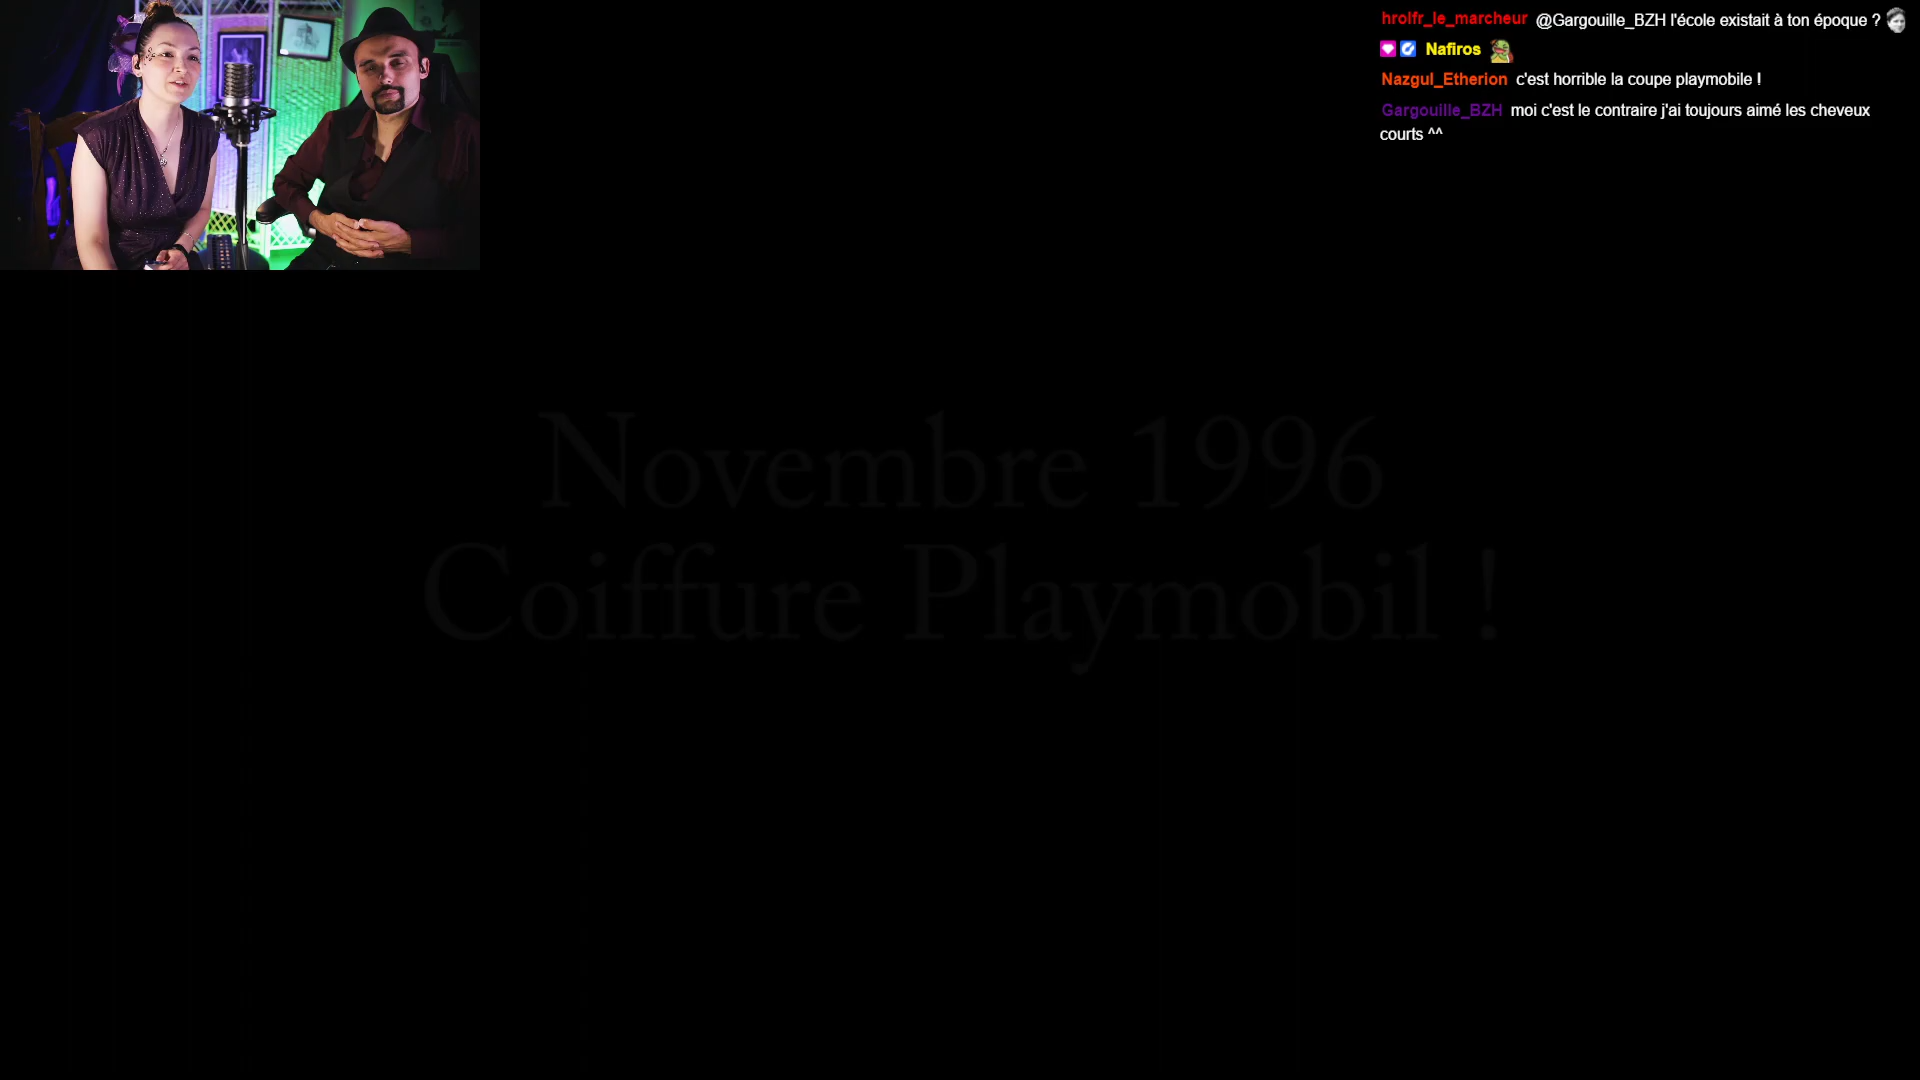 hrolfr_le_marcheur @Gargouille_BZH l'école existait à ton époque ?
Nafiros
Nazgul_Etherion c'est horrible la coupe playmobile !
Gargouille_BZH moi c'est le contraire j'ai toujours aimé les cheveux
courts ^^
Novembre 1996
Coiffure Playmobil !